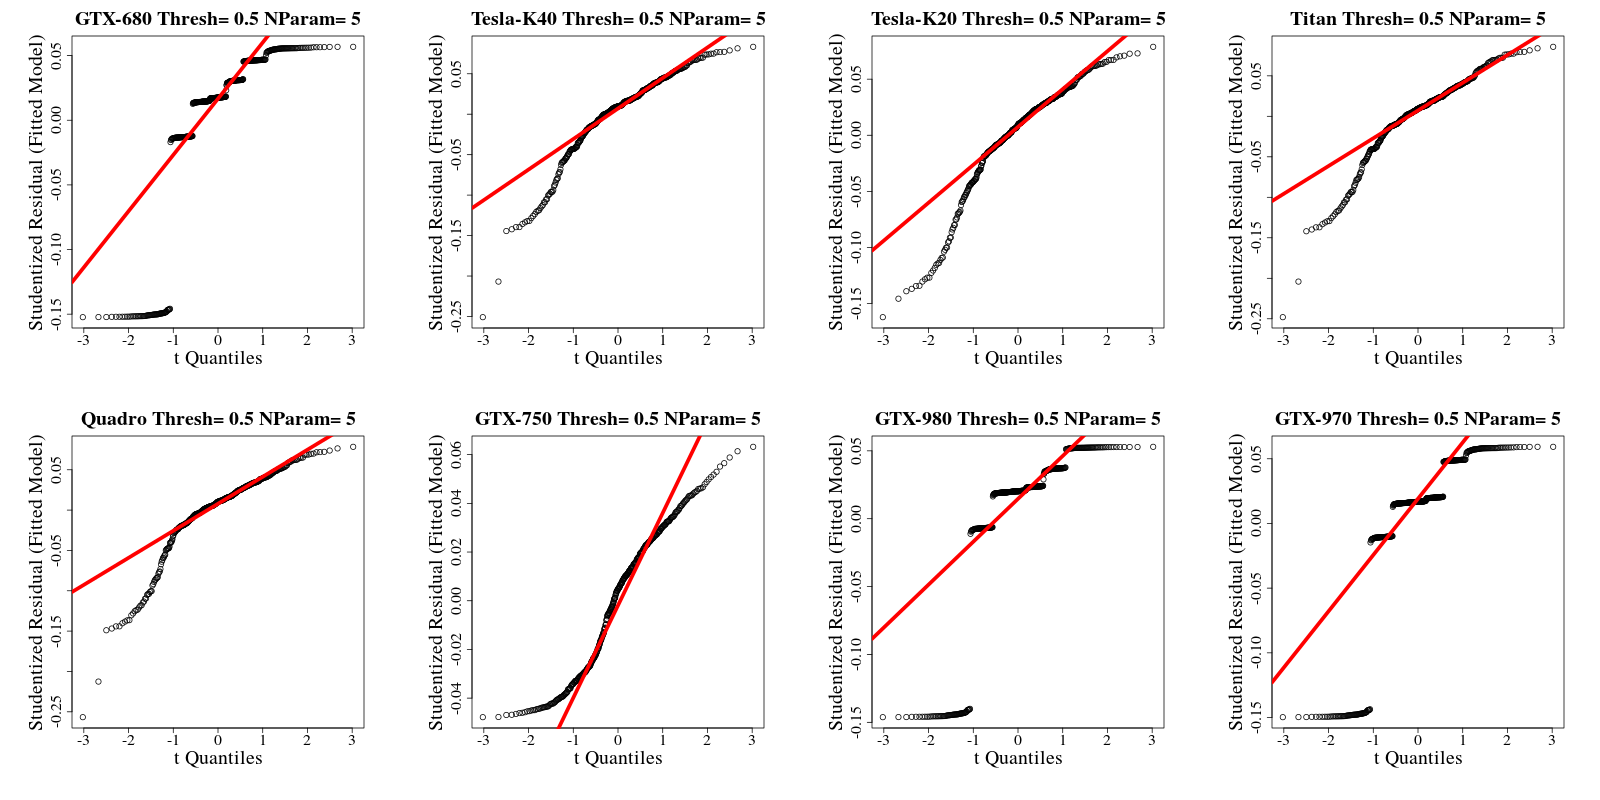 GTX-680 Thresh= 0.5 NParam= 5
Studentized Residual (Fitted Model)
0.05
0.00
-0.05
-0.10
-0.15
-3 -2 -1 0 1 2 3
t Quantiles
Tesla-K40 Thresh= 0.5 NParam= 5
Studentized Residual (Fitted Model)
0.05
-0.05
-0.15
-0.25
-3 -2 -1 0 1 2 3
t Quantiles
Tesla-K20 Thresh= 0.5 NParam= 5
Studentized Residual (Fitted Model)
0.05
0.00
-0.05
-0.10
-0.15
-3 -2 -1 0 1 2 3
t Quantiles
Titan Thresh= 0.5 NParam= 5
Studentized Residual (Fitted Model)
0.05
-0.05
-0.15
-0.25
-3 -2 -1 0 1 2 3
t Quantiles
Quadro Thresh= 0.5 NParam= 5
Studentized Residual (Fitted Model)
0.05
-0.05
-0.15
-0.25
-3 -2 -1 0 1 2 3
t Quantiles
GTX-750 Thresh= 0.5 NParam= 5
Studentized Residual (Fitted Model)
0.06
0.04
0.02
0.00
-0.02
-0.04
-3 -2 -1 0 1 2 3
t Quantiles
GTX-980 Thresh= 0.5 NParam= 5
Studentized Residual (Fitted Model)
0.05
0.00
-0.05
-0.10
-0.15
-3 -2 -1 0 1 2 3
t Quantiles
GTX-970 Thresh= 0.5 NParam= 5
Studentized Residual (Fitted Model)
0.05
0.00
-0.05
-0.10
-0.15
-3 -2 -1 0 1 2 3
t Quantiles